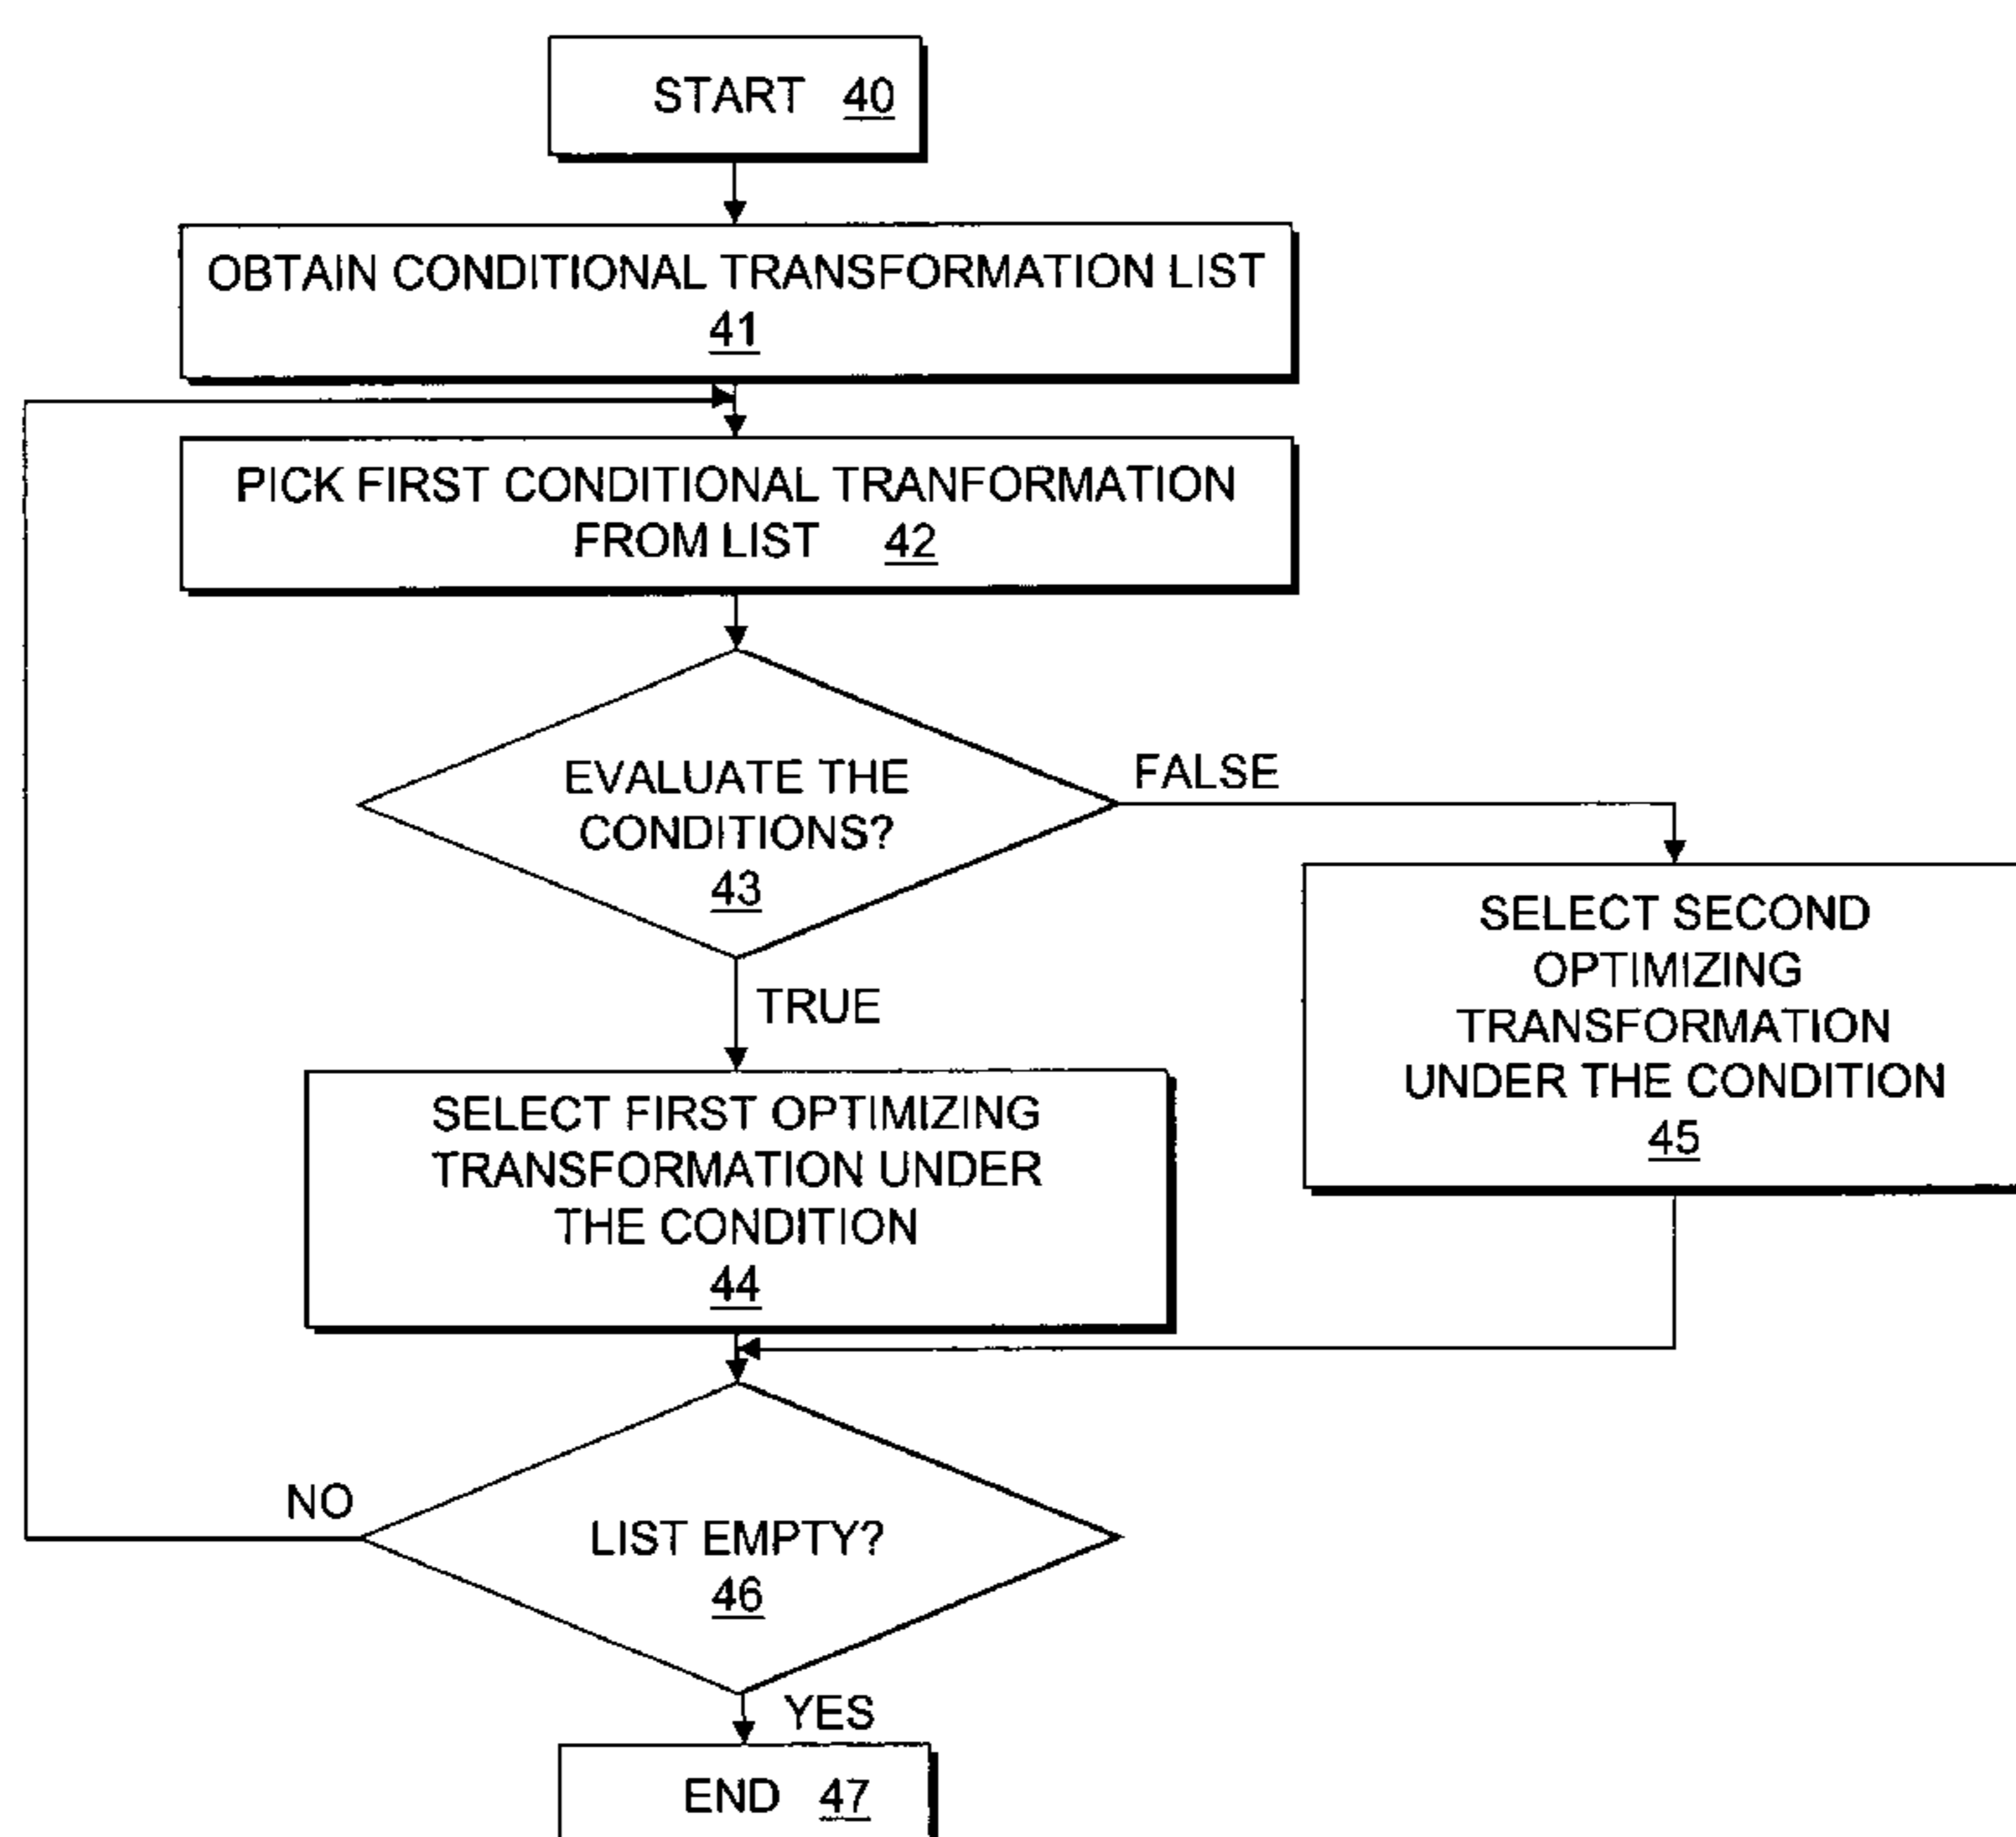 START 40
OBTAIN CONDITIONAL TRANSFORMATION LIST
41
PICK FIRST CONDITIONAL TRANFORMATION
FROM LIST 42
EVALUATE THE
CONDITIONS?
43
FALSE
TRUE
SELECT SECOND
OPTIMIZING
TRANSFORMATION
UNDER THE CONDITION
45
SELECT FIRST OPTIMIZING
TRANSFORMATION UNDER
THE CONDITION
44
NO
LIST EMPTY?
46
YES
END 47